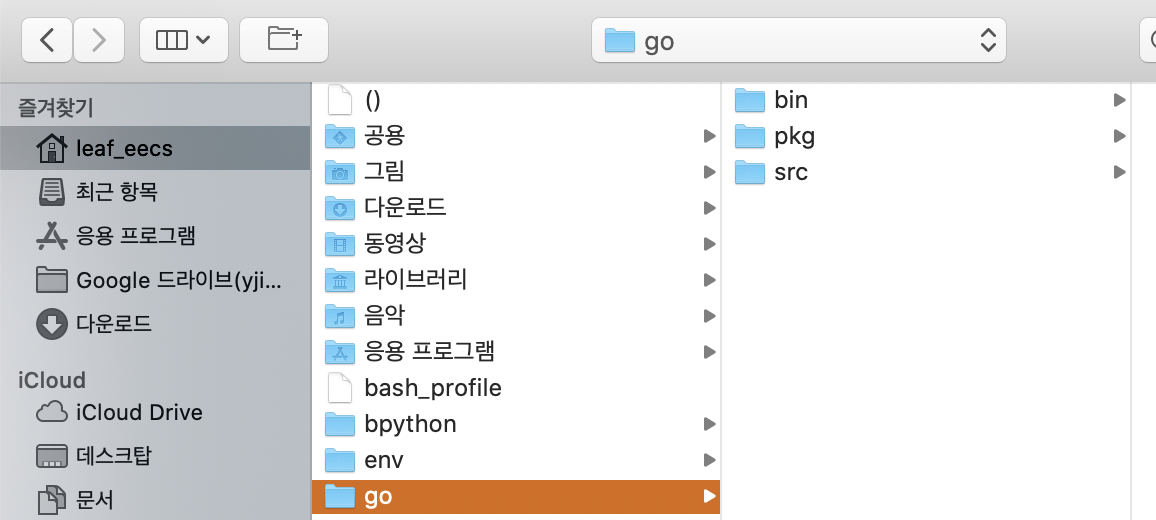 go
즐겨찾기
leaf_eecs
최근 항목
응용 프로그램
Google 드라이브(yji...
다운로드
iCloud
iCloud Drive
데스크탑
문서
()
공용
그림
다운로드
동영상
라이브러리
음악
응용 프로그램
bash_profile
bpython
env
go
bin
pkg
src